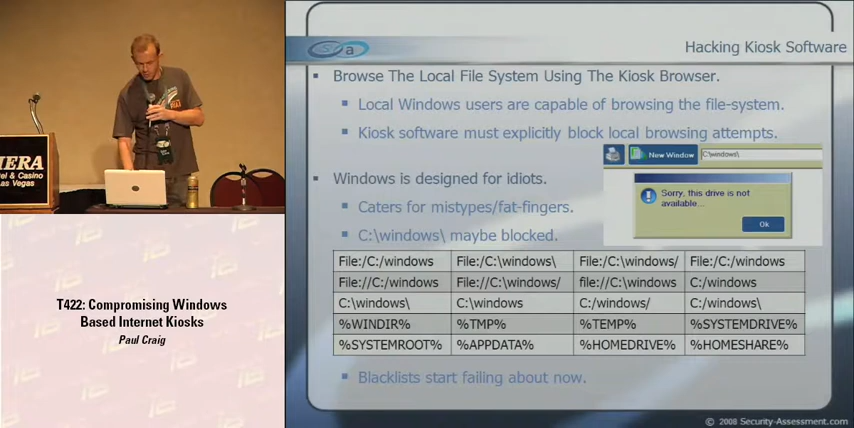 IERA
el & Casino
as Vegas
T422: Compromising Windows
Based Internet Kiosks
Paul Craig
Hacking Kiosk Software
Browse The Local File System Using The Kiosk Browser.
Local Windows users are capable of browsing the file-system.
Kiosk software must explicitly block local browsing attempts.
New Window C:\windows\
Sorry, this drive is not
available...
Ok
Windows is designed for idiots.
Caters for mistypes/fat-fingers.
C:\windows\ maybe blocked.
File:/C:/windows File:/C:\windows\ File:/C:\windows/ File:/C:/windows
File://C:/windows File://C:\windows/ file://C:\windows C:/windows
C:\windows\ C:\windows C:/windows/ C:/windows\
%WINDIR% %TMP% %TEMP% %SYSTEMDRIVE%
%SYSTEMROOT% %APPDATA% %HOMEDRIVE% %HOMESHARE%
Blacklists start failing about now.
© 2008 Security-Assessment.com